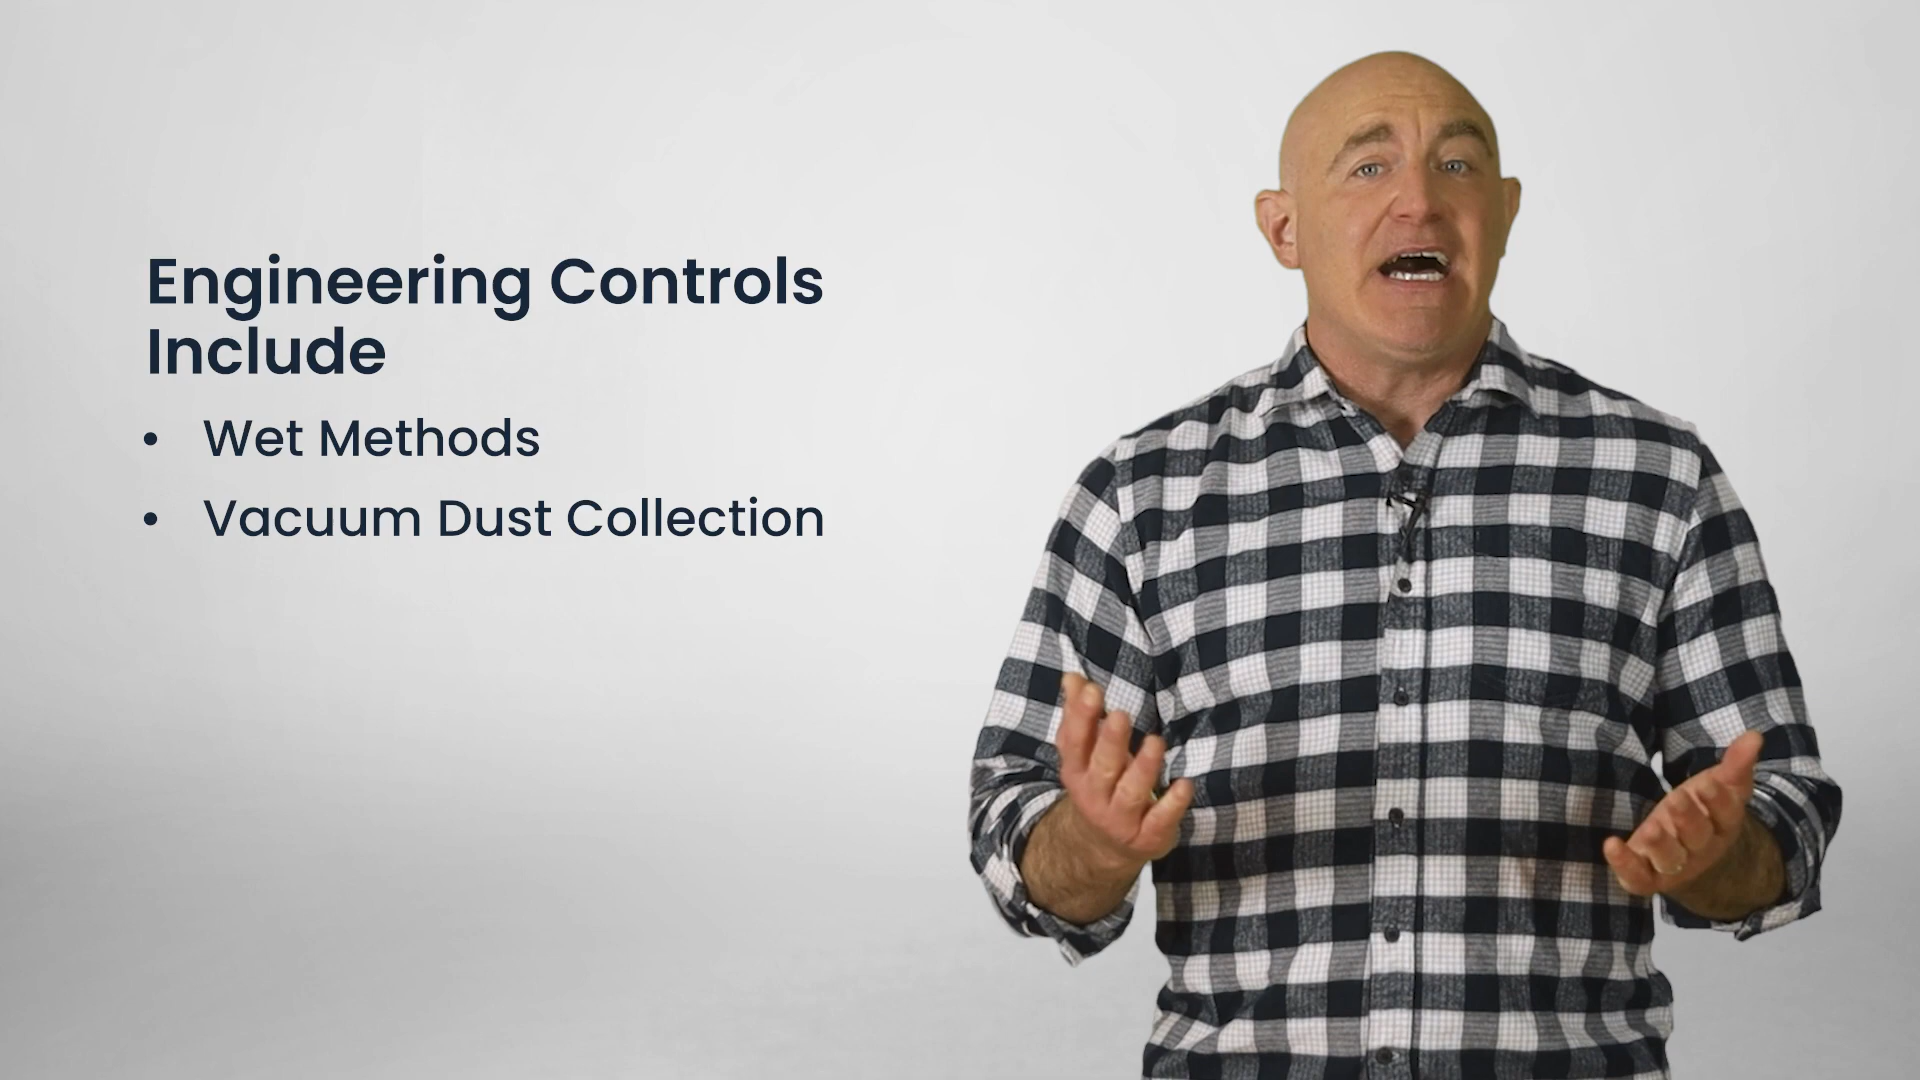 Engineering Controls
Include
• Wet Methods
• Vacuum Dust Collection